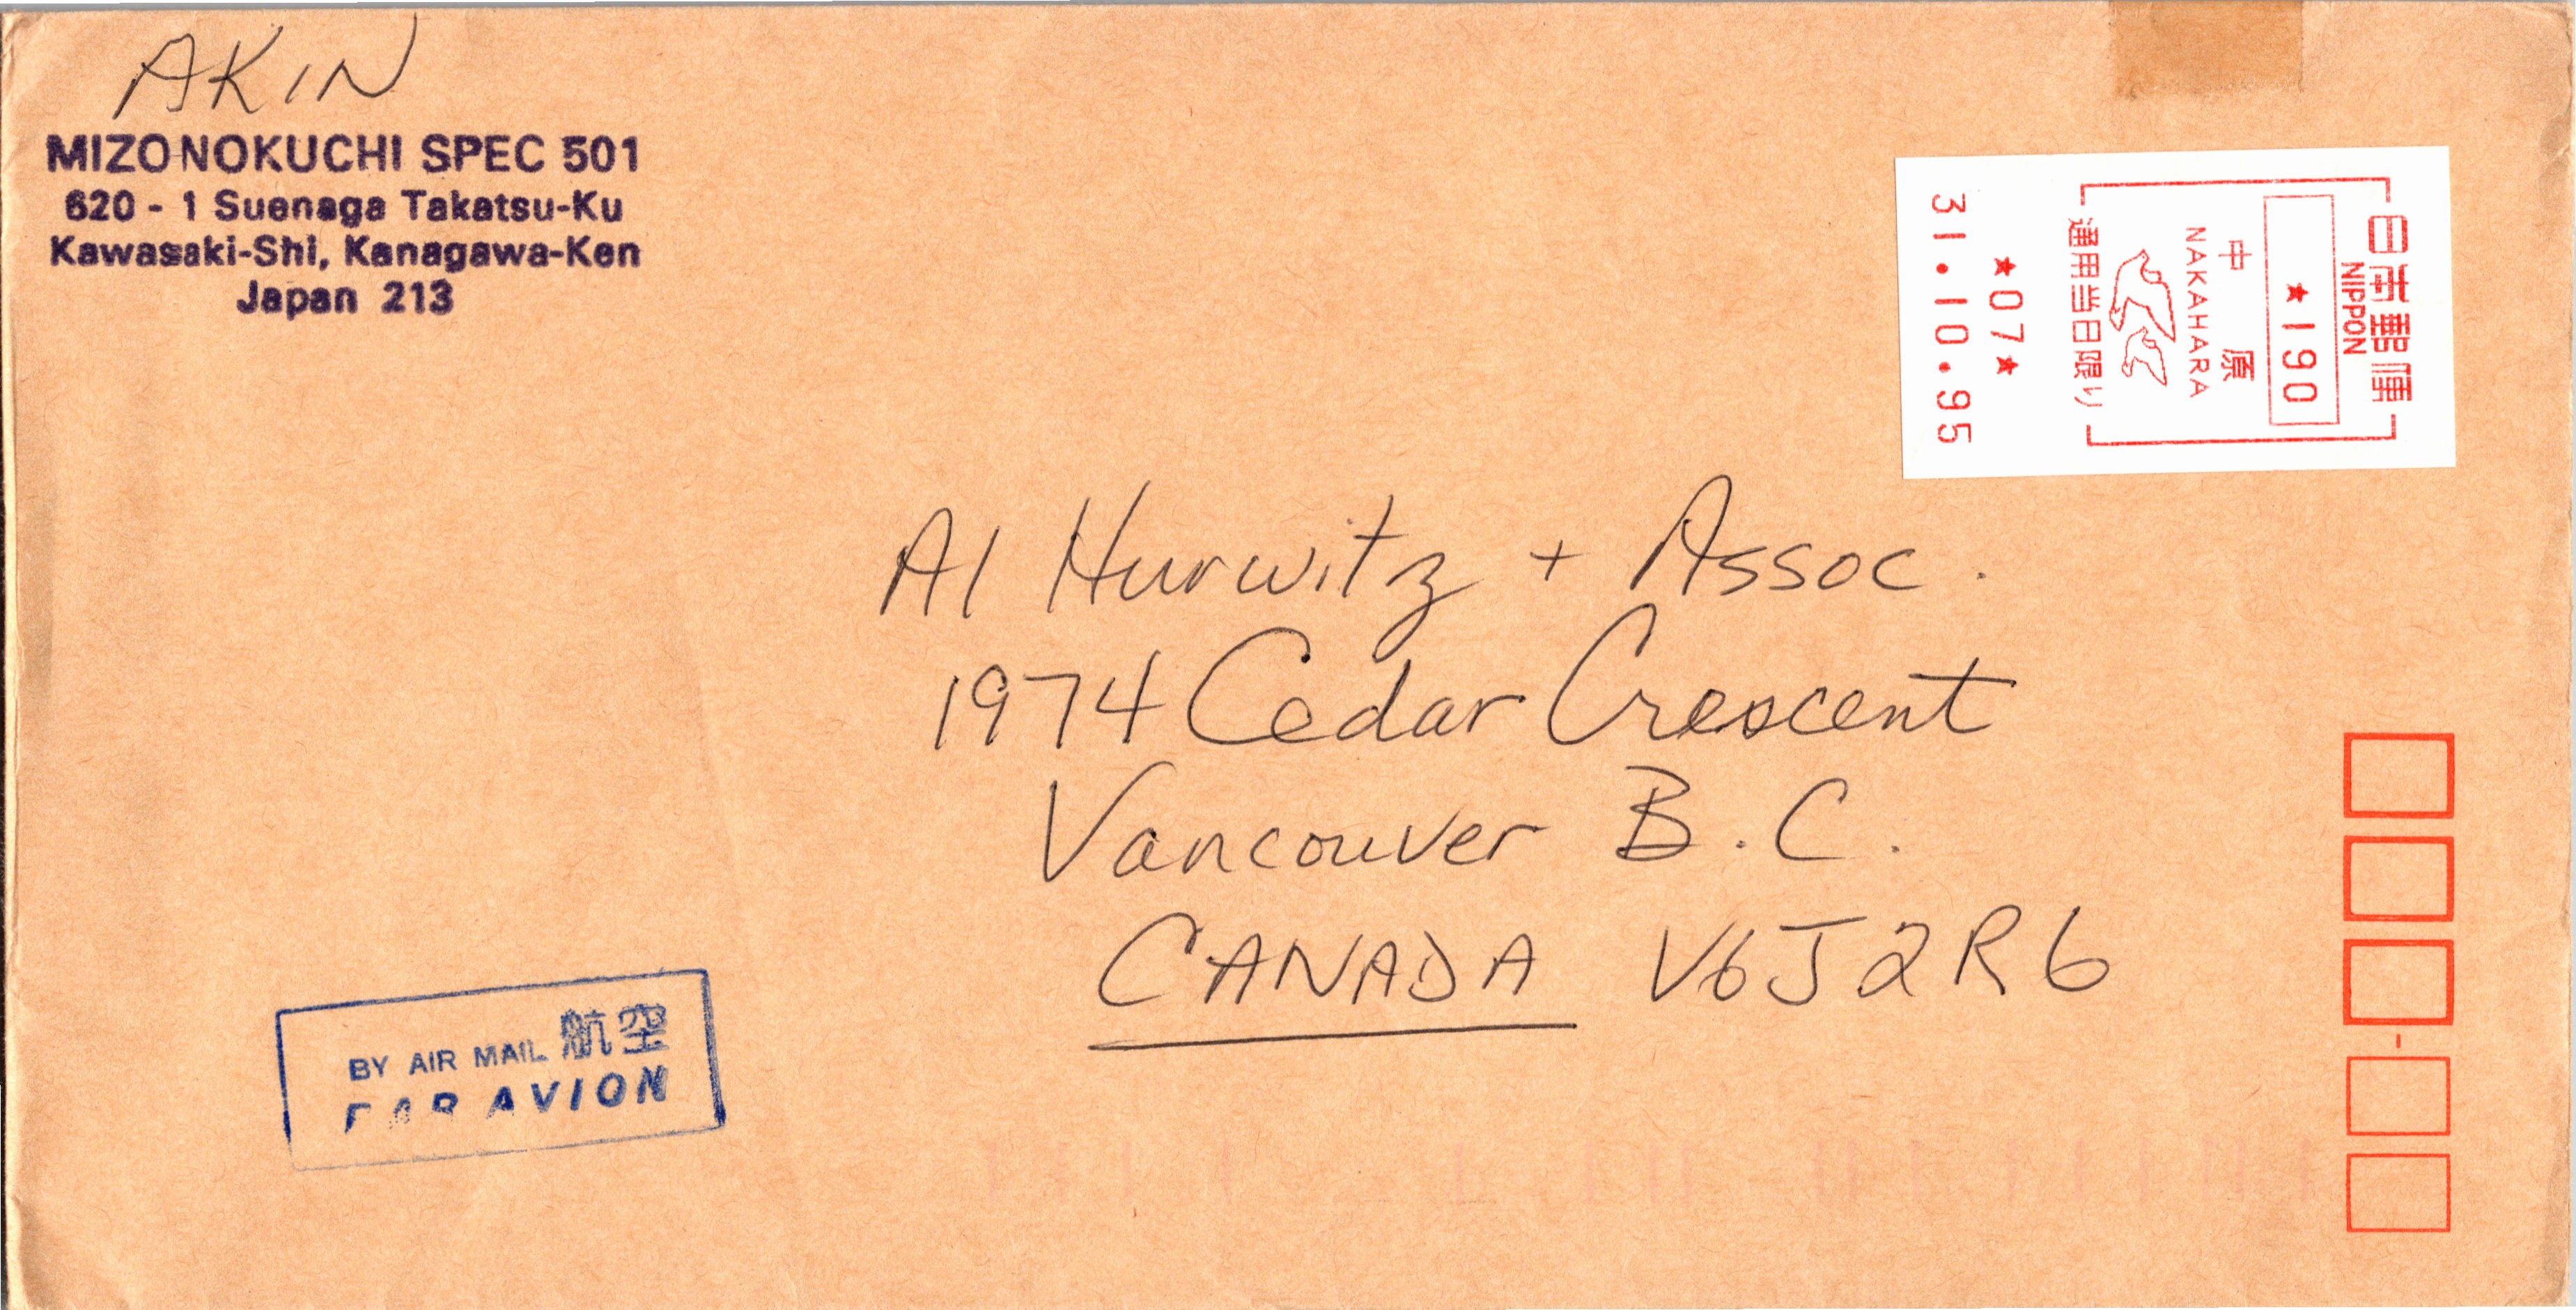 AKIN
MIZONOKUCHI SPEC 501
620 - 1 Suenaga Takatsu-Ku
Kawasaki-Shi, Kanagawa-Ken
Japan 213
日本郵便
NIPPON
★190
中原
NAKAHARA
通用当日限り
★07★
31.10.95
Al Hurwitz + Assoc.
1974 Cedar Crescent
Vancouver B.C.
CANADA V6J2R6
BY AIR MAIL 航空
PAR AVION